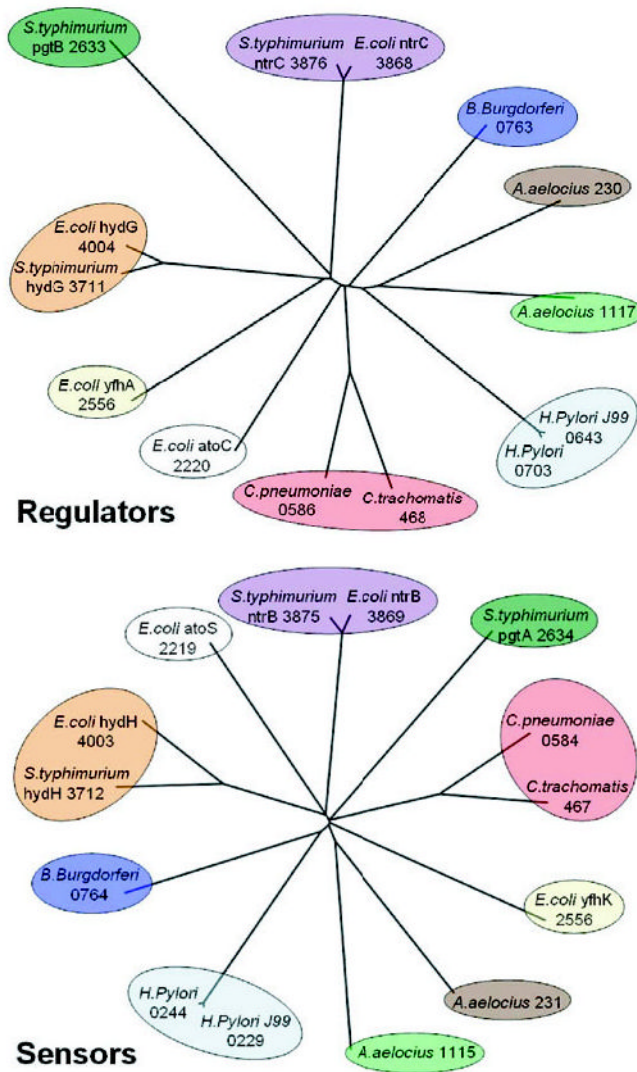 S.typhimurium
pgtB 2633
S.typhimurium E.coli ntrC
ntrC 3876 3868
B.Burgdorferi
0763
A.aelocius 230
E.coli hydG
4004
S.typhimurium
hydG 3711
A.aelocius 1117
E.coli yfhA
2556
E.coli atoC
2220
H.Pylori J99
0643
H.Pylori
0703
C.pneumoniae
0586
C.trachomatis
468
Regulators
S.typhimurium E.coli ntrB
ntrB 3875 3869
E.coli atoS
2219
S.typhimurium
pgtA 2634
E.coli hydH
4003
S.typhimurium
hydH 3712
C.pneumoniae
0584
C.trachomatis
467
B.Burgdorferi
0764
E.coli yfhK
2556
H.Pylori
0244
H.Pylori J99
0229
A.aelocius 231
A.aelocius 1115
Sensors